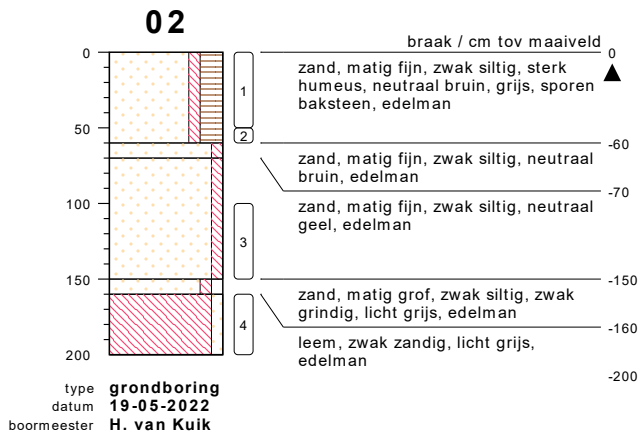 02
braak / cm tov maaiveld
0
0
zand, matig fijn, zwak siltig, sterk
humeus, neutraal bruin, grijs, sporen
baksteen, edelman
1
50
2
-60
zand, matig fijn, zwak siltig, neutraal
bruin, edelman
-70
100
zand, matig fijn, zwak siltig, neutraal
geel, edelman
3
150
-150
zand, matig grof, zwak siltig, zwak
grindig, licht grijs, edelman
-160
4
leem, zwak zandig, licht grijs,
edelman
200
-200
type grondboring
datum 19-05-2022
boormeester H. van Kuik